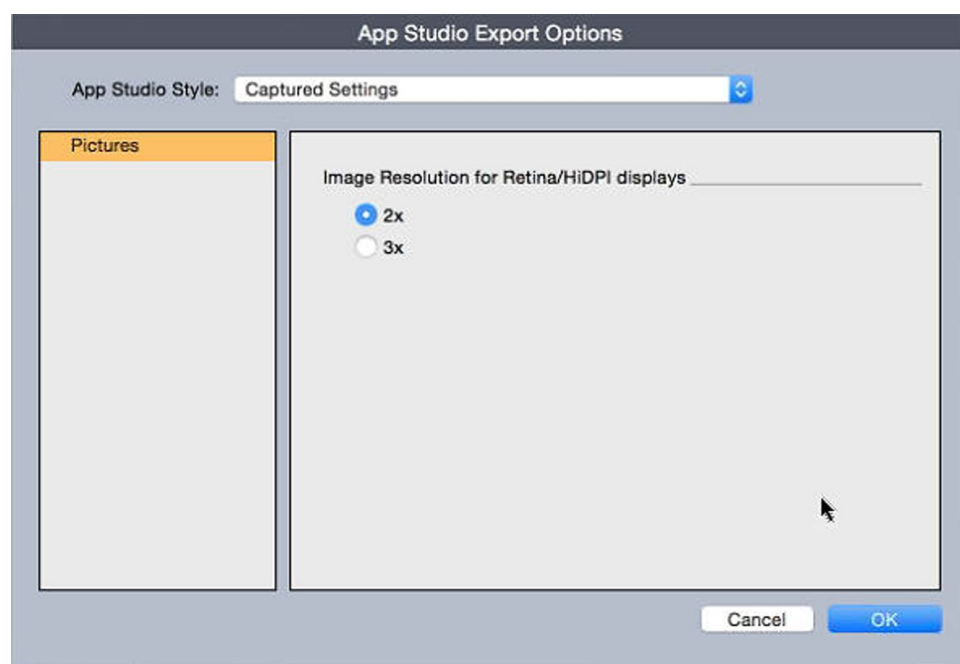 App Studio Export Options
App Studio Style: Captured Settings
Pictures
Image Resolution for Retina/HiDPI displays
2x
3x
Cancel OK